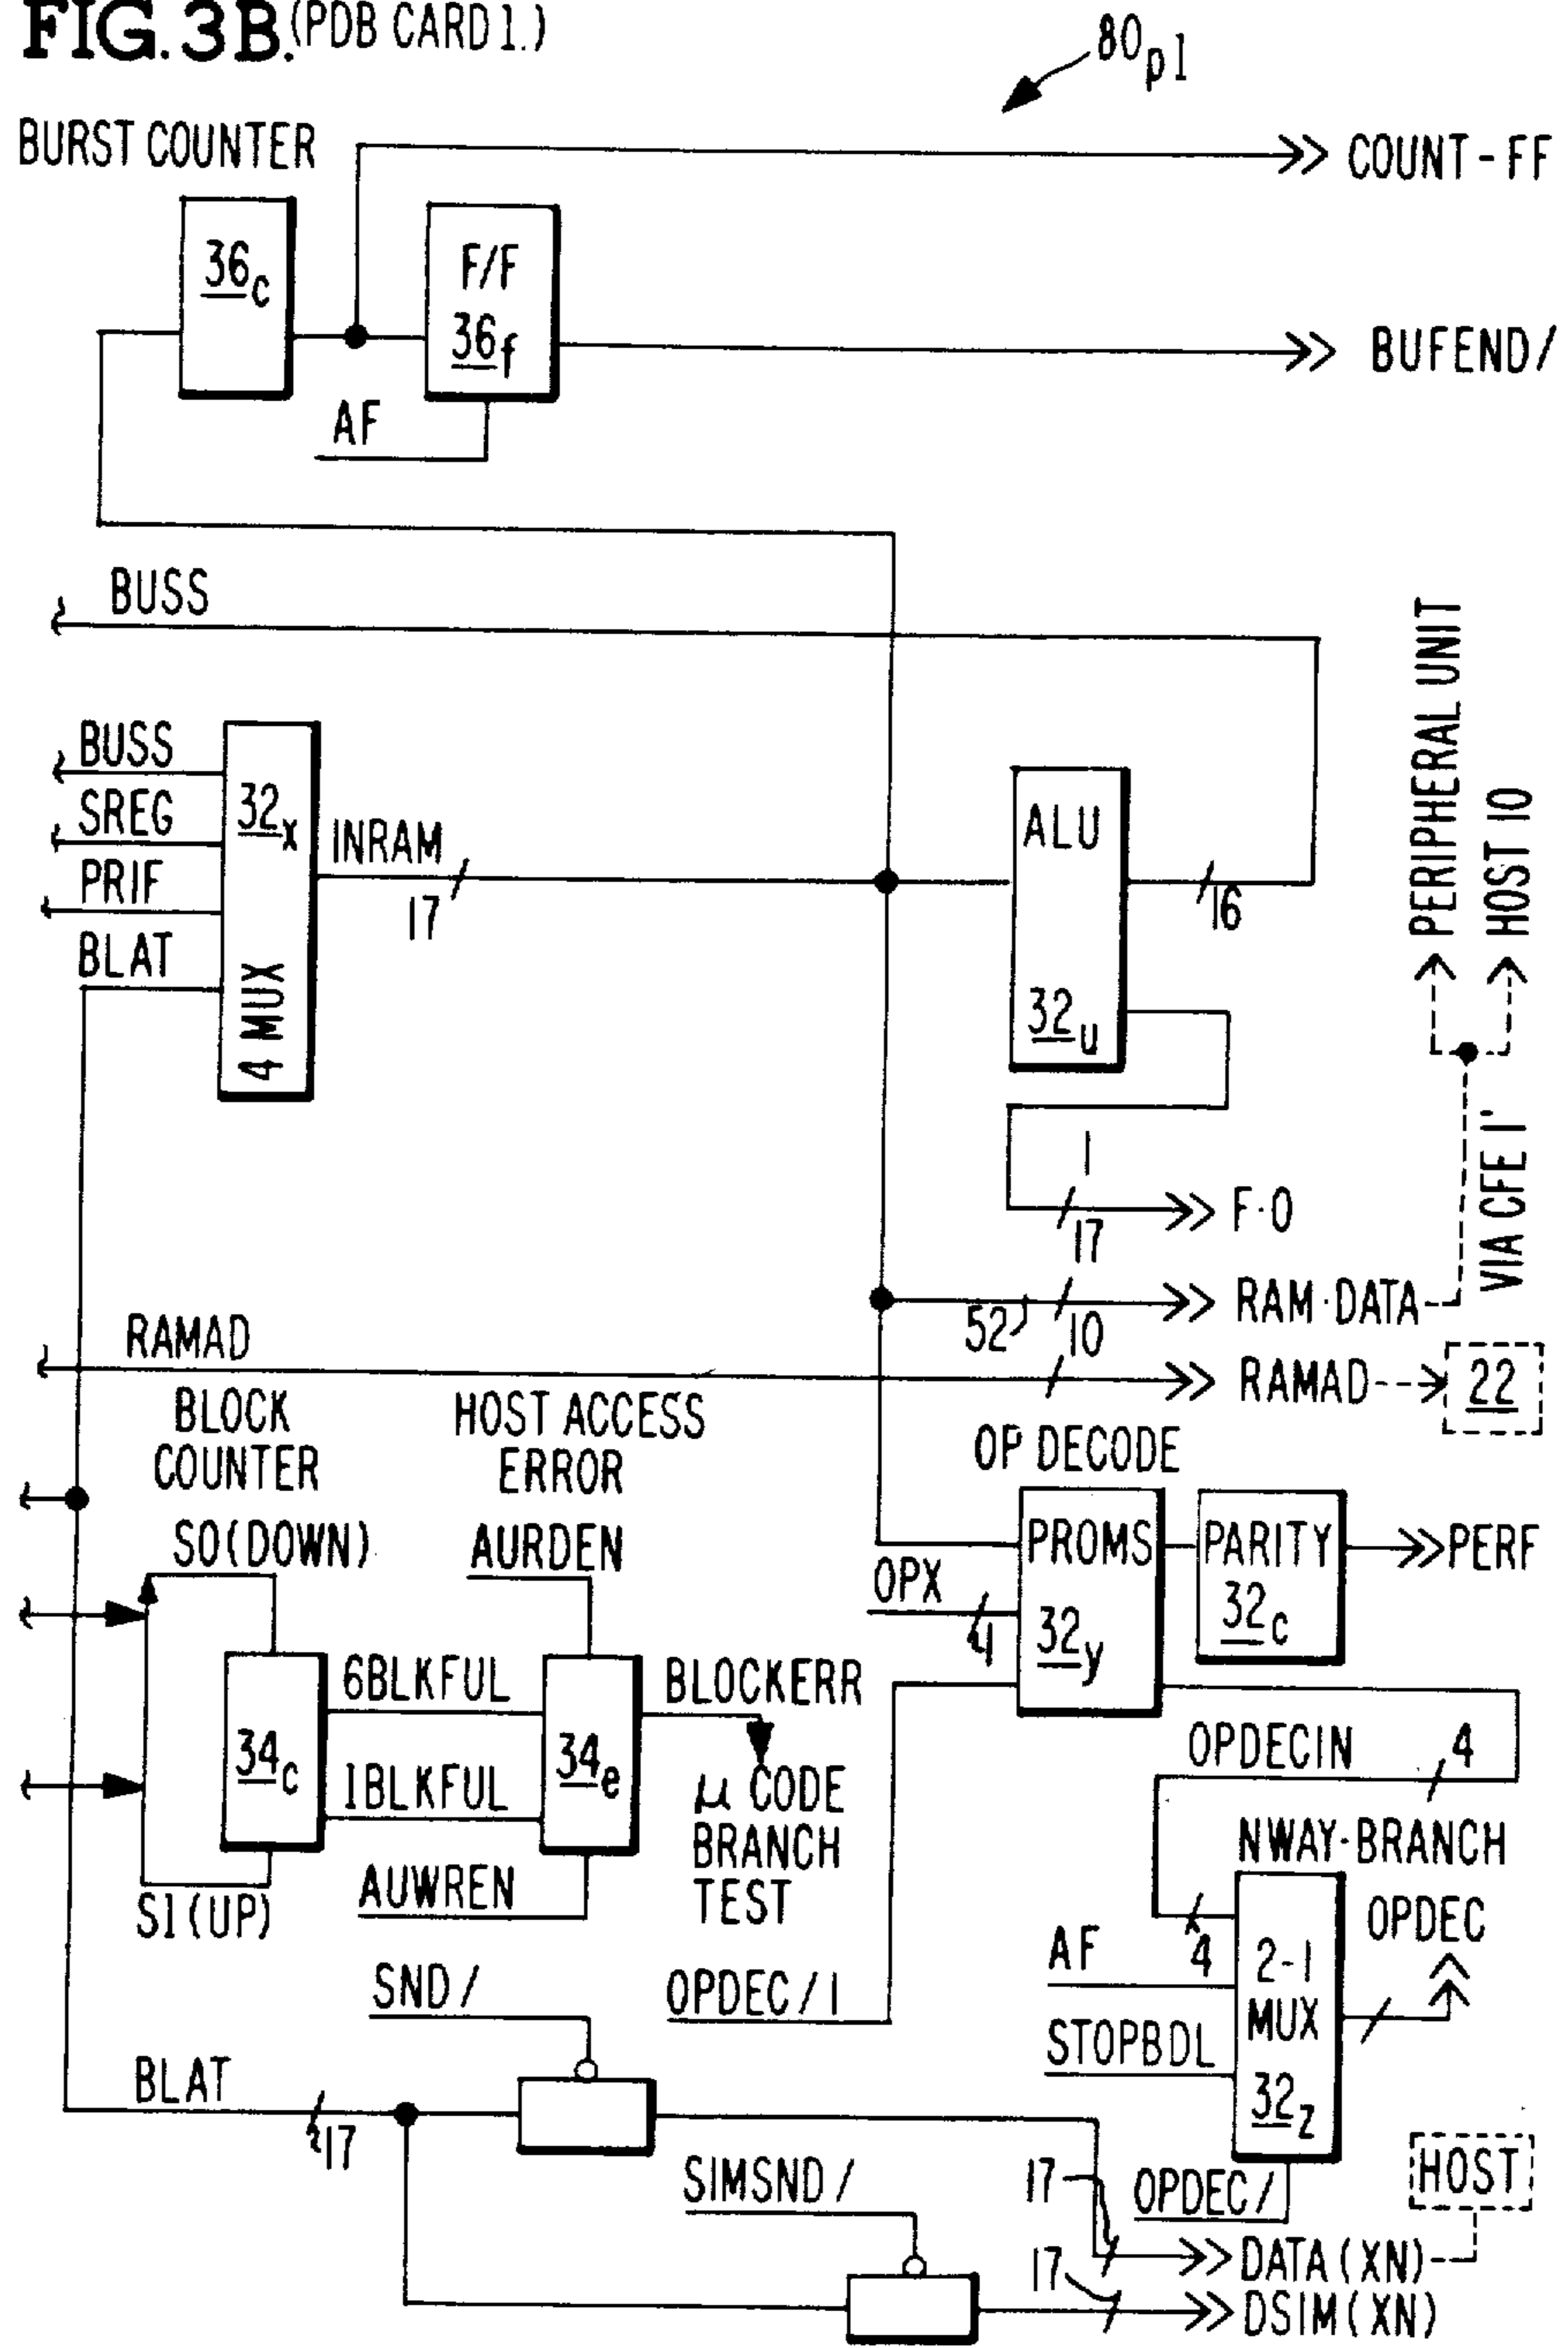 FIG. 3B. (PDB CARD 1.)
80p1
BURST COUNTER
COUNT-FF
36c
F/F
36f
BUFEND/
AF
BUSS
BUSS
SREG
PRIF
BLAT
32x
4 MUX
INRAM
17
ALU
32u
16
PERIPHERAL UNIT
HOST 10
VIA CFE 1'
1
F·O
17
RAM·DATA
52
10
RAMAD
RAMAD
22
BLOCK
COUNTER
HOST ACCESS
ERROR
OP DECODE
S0(DOWN)
AURDEN
PROMS
32y
PARITY
32c
PERF
OPX
4
34c
6BLKFUL
1BLKFUL
34e
BLOCKERR
μ CODE
BRANCH
TEST
OPDECIN
4
NWAY-BRANCH
S1(UP)
AUWREN
OPDEC
4
AF
2-1
MUX
32z
SND/
OPDEC/1
STOPBDL
BLAT
17
SIMSND/
17
OPDEC/
HOST
DATA(XN)
17
DSIM(XN)